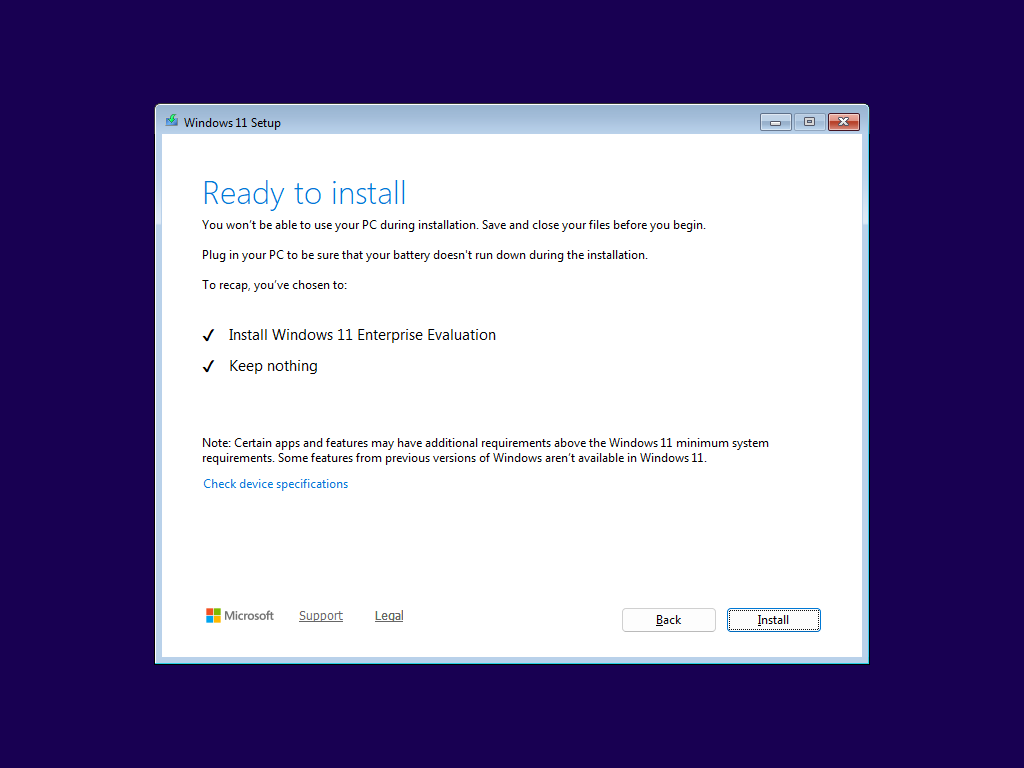 Windows 11 Setup
Ready to install
You won't be able to use your PC during installation. Save and close your files before you begin.
Plug in your PC to be sure that your battery doesn't run down during the installation.
To recap, you've chosen to:
Install Windows 11 Enterprise Evaluation
Keep nothing
Note: Certain apps and features may have additional requirements above the Windows 11 minimum system
requirements. Some features from previous versions of Windows aren't available in Windows 11.
Check device specifications
Microsoft Support Legal Back Install